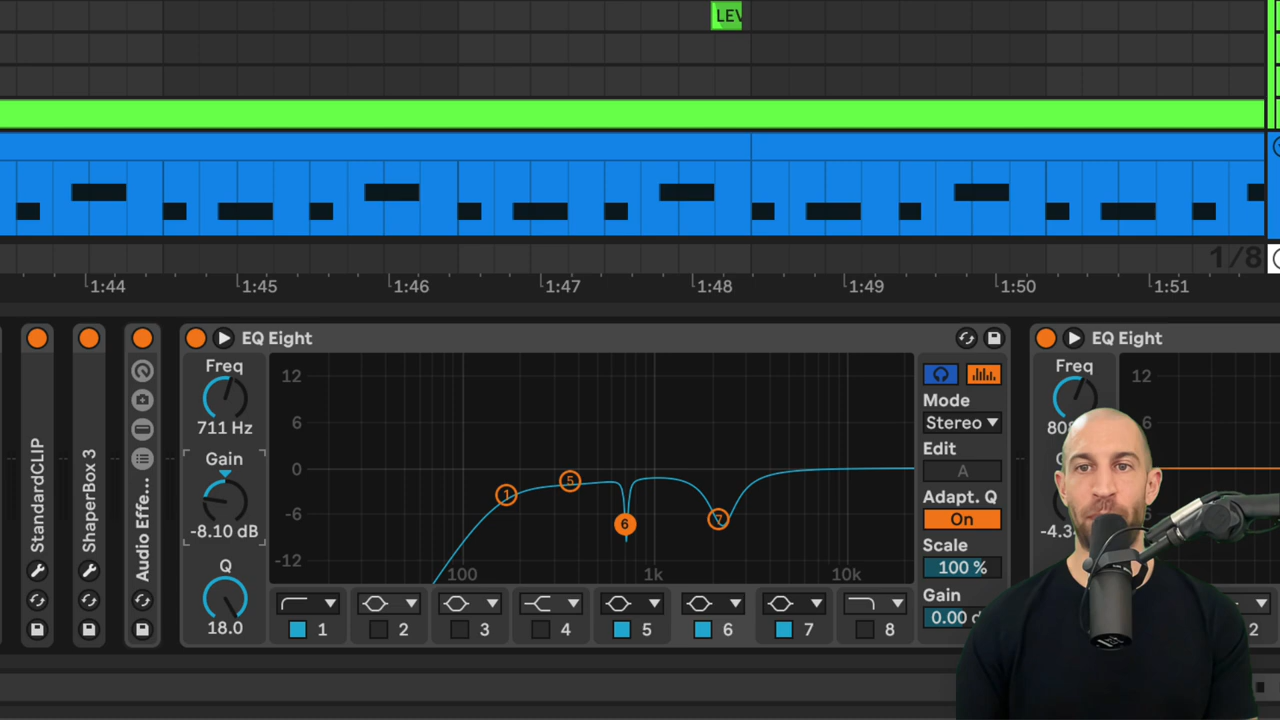 LEV
1/8
1:44 1:45 1:46 1:47 1:48 1:49 1:50 1:51
StandardCLIP
ShaperBox 3
Audio Effe...
EQ Eight
Freq
711 Hz
Gain
-8.10 dB
Q
18.0
12
6
0
-6
-12
100 1k 10k
1 5 6 7
1 2 3 4 5 6 7 8
Mode
Stereo
Edit
A
Adapt. Q
On
Scale
100 %
Gain
0.00 d
EQ Eight
Freq
12
6
-4.3
2